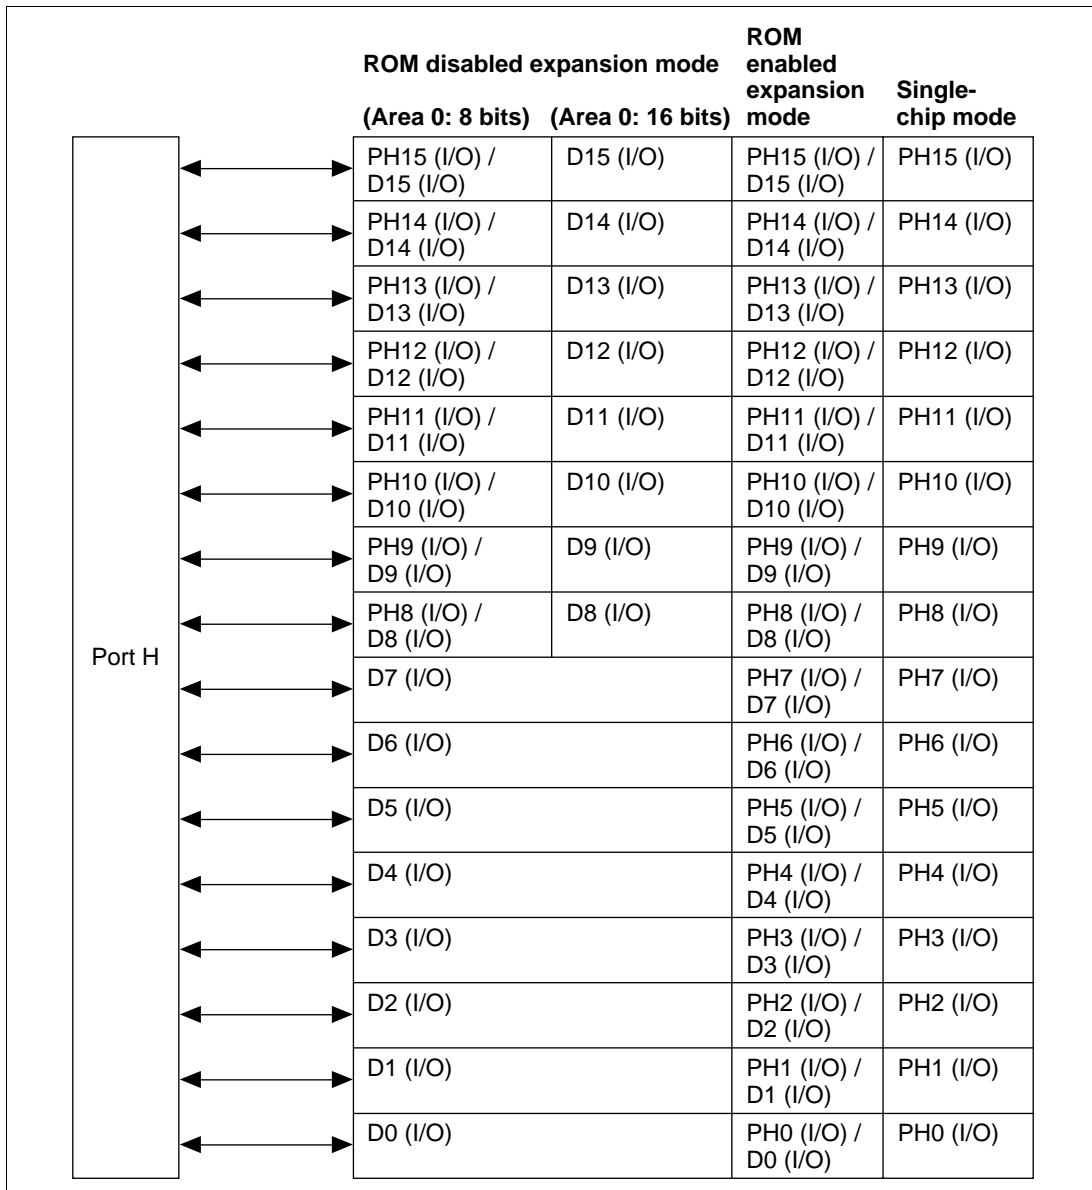 ROM disabled expansion mode
(Area 0: 8 bits) (Area 0: 16 bits)
ROM
enabled
expansion
mode
Single-
chip mode
Port H
PH15 (I/O) /
D15 (I/O)
D15 (I/O)
PH15 (I/O) /
D15 (I/O)
PH15 (I/O)
PH14 (I/O) /
D14 (I/O)
D14 (I/O)
PH14 (I/O) /
D14 (I/O)
PH14 (I/O)
PH13 (I/O) /
D13 (I/O)
D13 (I/O)
PH13 (I/O) /
D13 (I/O)
PH13 (I/O)
PH12 (I/O) /
D12 (I/O)
D12 (I/O)
PH12 (I/O) /
D12 (I/O)
PH12 (I/O)
PH11 (I/O) /
D11 (I/O)
D11 (I/O)
PH11 (I/O) /
D11 (I/O)
PH11 (I/O)
PH10 (I/O) /
D10 (I/O)
D10 (I/O)
PH10 (I/O) /
D10 (I/O)
PH10 (I/O)
PH9 (I/O) /
D9 (I/O)
D9 (I/O)
PH9 (I/O) /
D9 (I/O)
PH9 (I/O)
PH8 (I/O) /
D8 (I/O)
D8 (I/O)
PH8 (I/O) /
D8 (I/O)
PH8 (I/O)
D7 (I/O)
PH7 (I/O) /
D7 (I/O)
PH7 (I/O)
D6 (I/O)
PH6 (I/O) /
D6 (I/O)
PH6 (I/O)
D5 (I/O)
PH5 (I/O) /
D5 (I/O)
PH5 (I/O)
D4 (I/O)
PH4 (I/O) /
D4 (I/O)
PH4 (I/O)
D3 (I/O)
PH3 (I/O) /
D3 (I/O)
PH3 (I/O)
D2 (I/O)
PH2 (I/O) /
D2 (I/O)
PH2 (I/O)
D1 (I/O)
PH1 (I/O) /
D1 (I/O)
PH1 (I/O)
D0 (I/O)
PH0 (I/O) /
D0 (I/O)
PH0 (I/O)